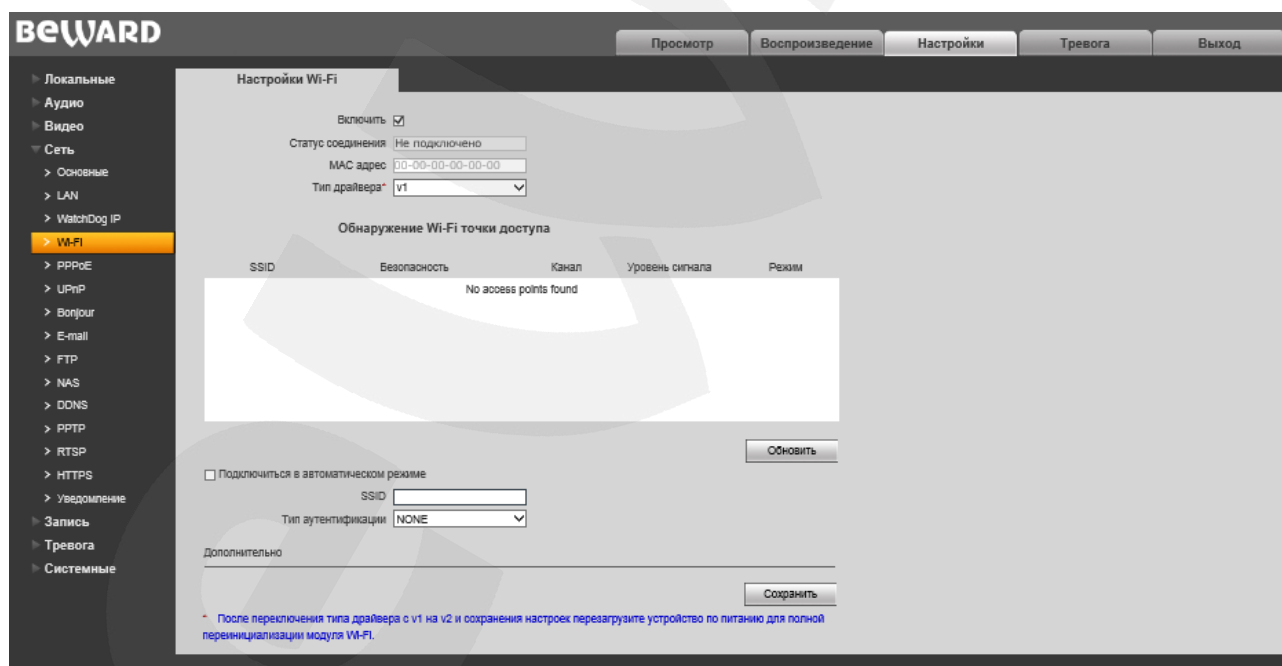 BEWARD
Просмотр
Воспроизведение
Настройки
Тревога
Выход
Локальные
Аудио
Видео
Сеть
> Основные
> LAN
> WatchDog IP
> Wi-Fi
> PPPoE
> UPnP
> Bonjour
> E-mail
> FTP
> NAS
> DDNS
> PPTP
> RTSP
> HTTPS
> Уведомление
Запись
Тревога
Системные
Настройки Wi-Fi
Включить
Статус соединения Не подключено
MAC адрес 00-00-00-00-00-00
Тип драйвера* v1
Обнаружение Wi-Fi точки доступа
SSID Безопасность Канал Уровень сигнала Режим
No access points found
Обновить
Подключиться в автоматическом режиме
SSID
Тип аутентификации NONE
Дополнительно
Сохранить
* После переключения типа драйвера с v1 на v2 и сохранения настроек перезагрузите устройство по питанию для полной
переинициализации модуля Wi-Fi.